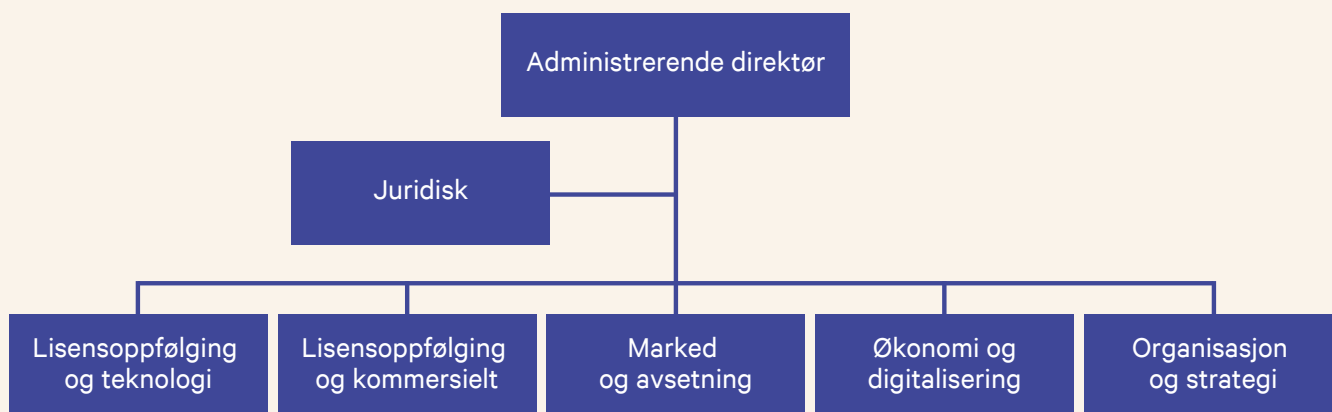 Administrerende direktør
Juridisk
Lisensoppfølging
og teknologi
Lisensoppfølging
og kommersielt
Marked
og avsetning
Økonomi og
digitalisering
Organisasjon
og strategi